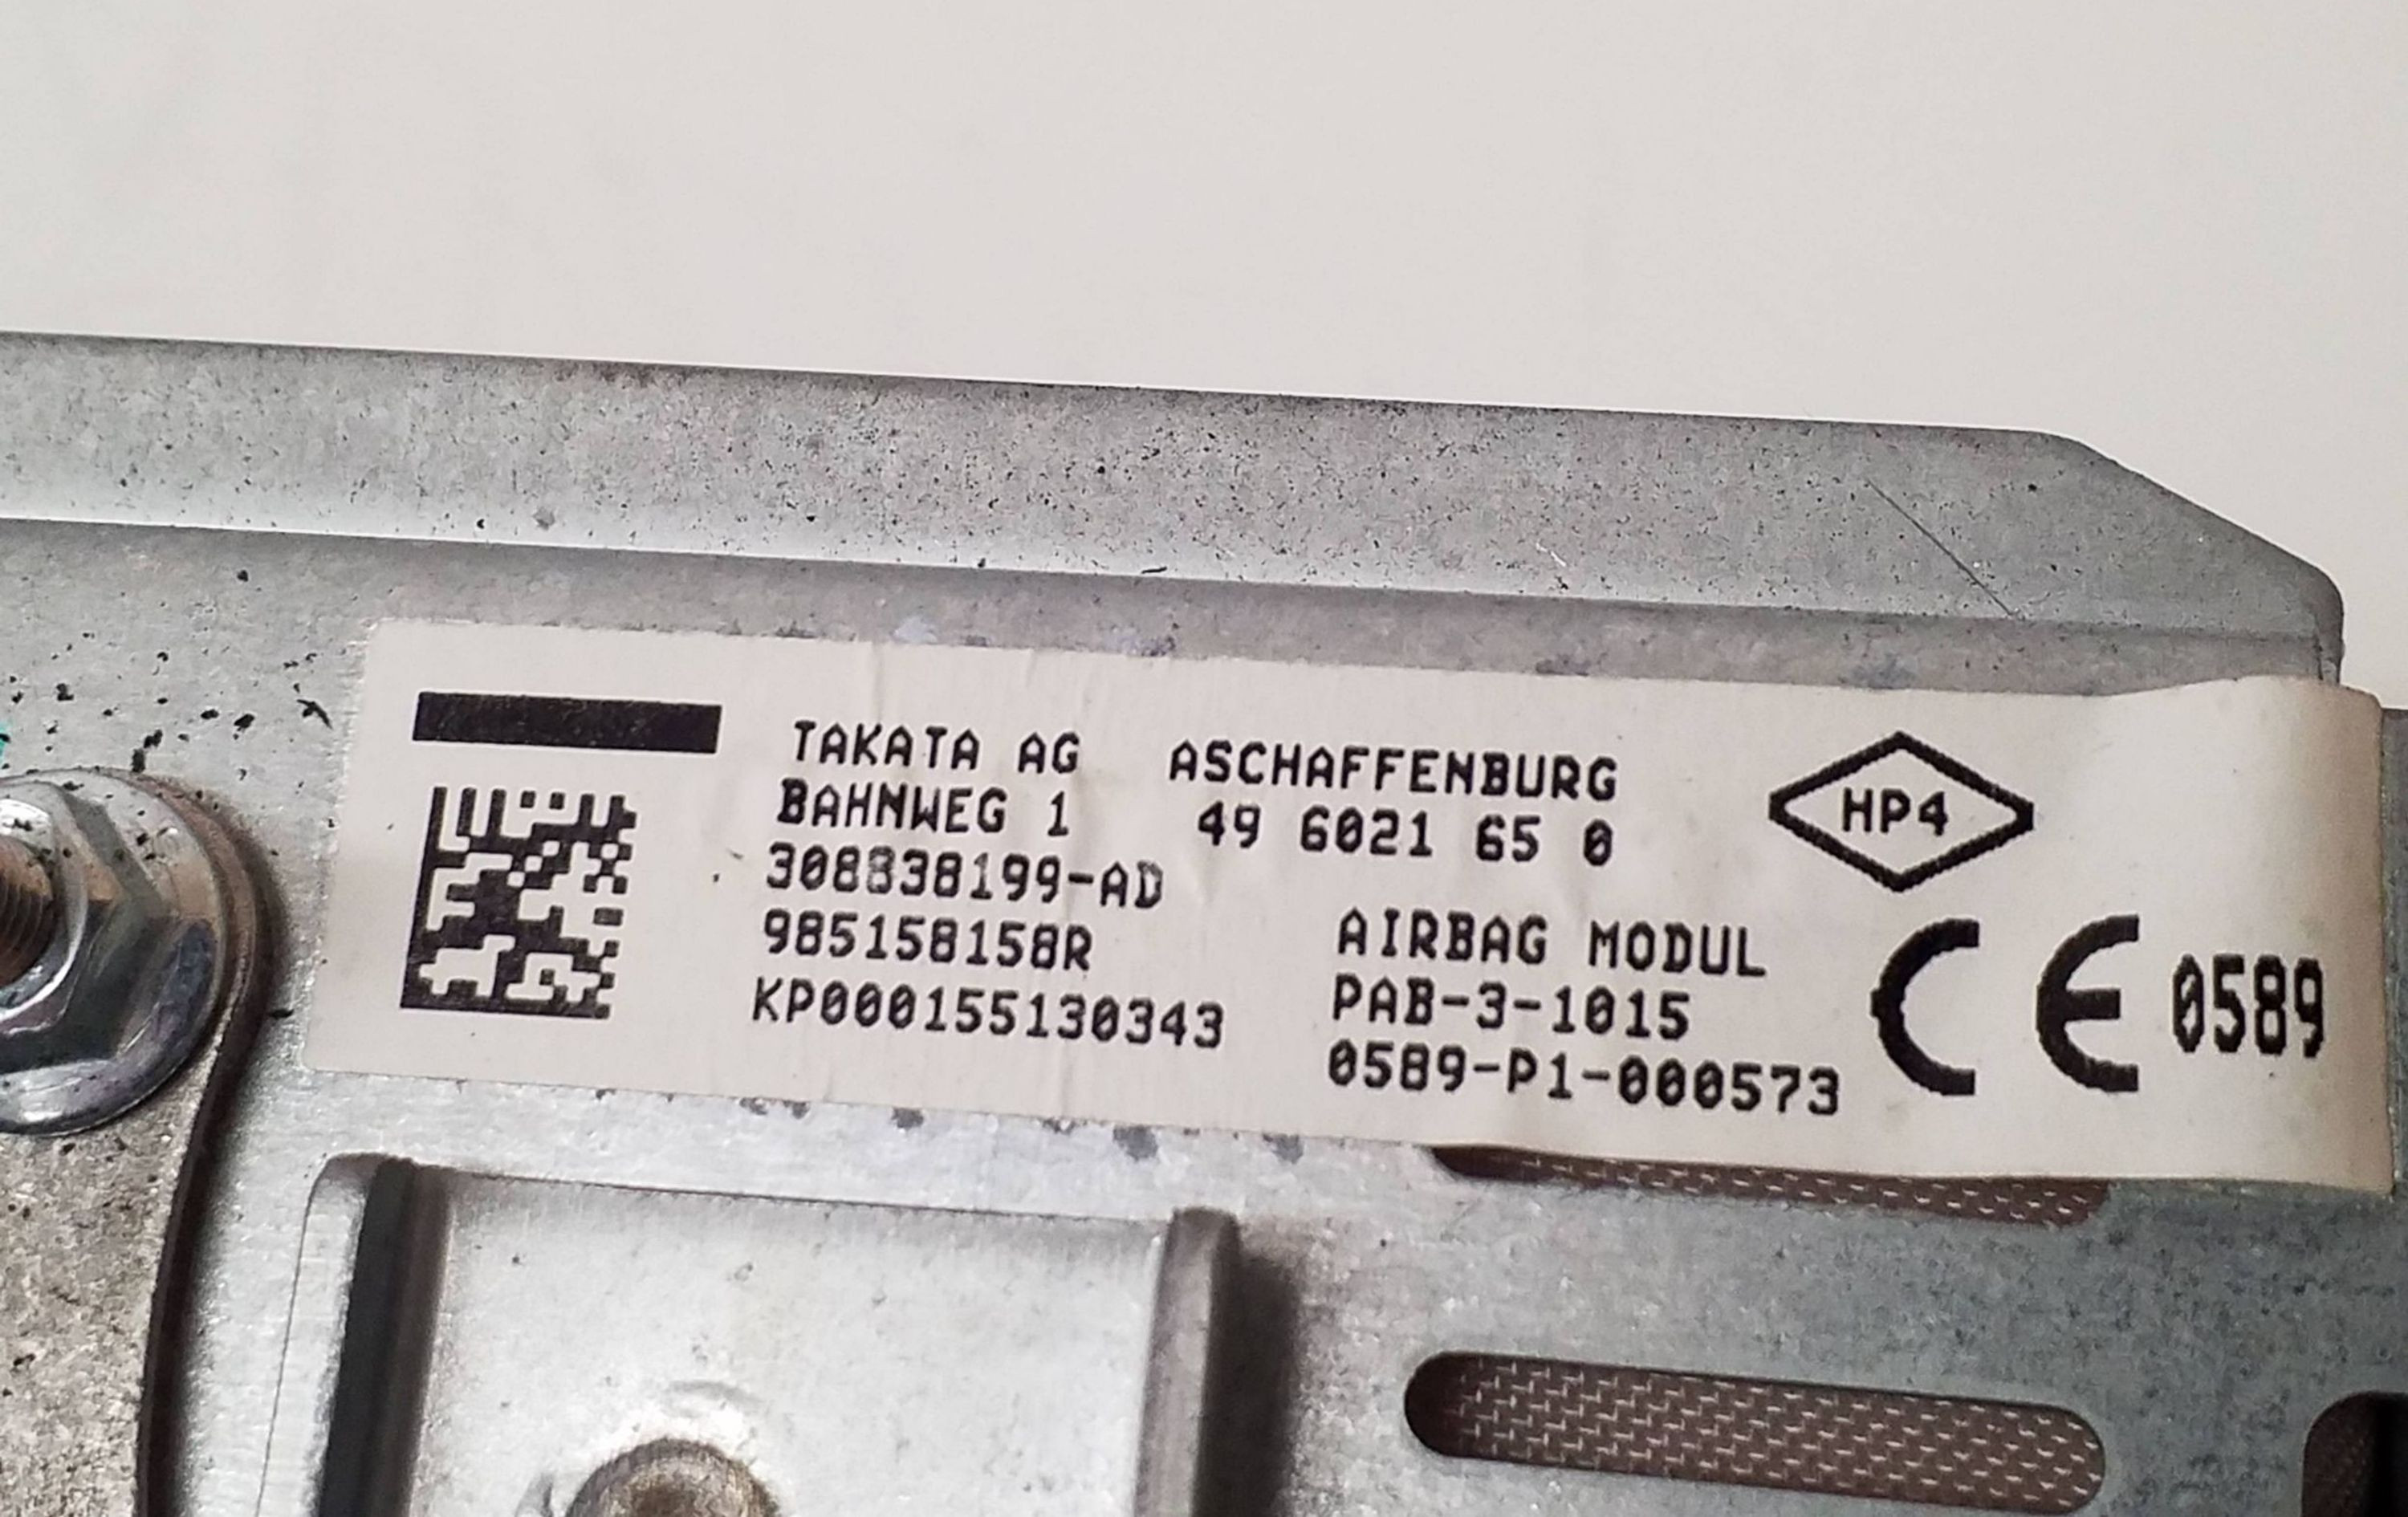 TAKATA AG ASCHAFFENBURG
BAHNWEG 1 49 6021 65 0
308838199-AD
985158158R
KP000155130343
AIRBAG MODUL
PAB-3-1015
0589-P1-000573
HP4
CE 0589